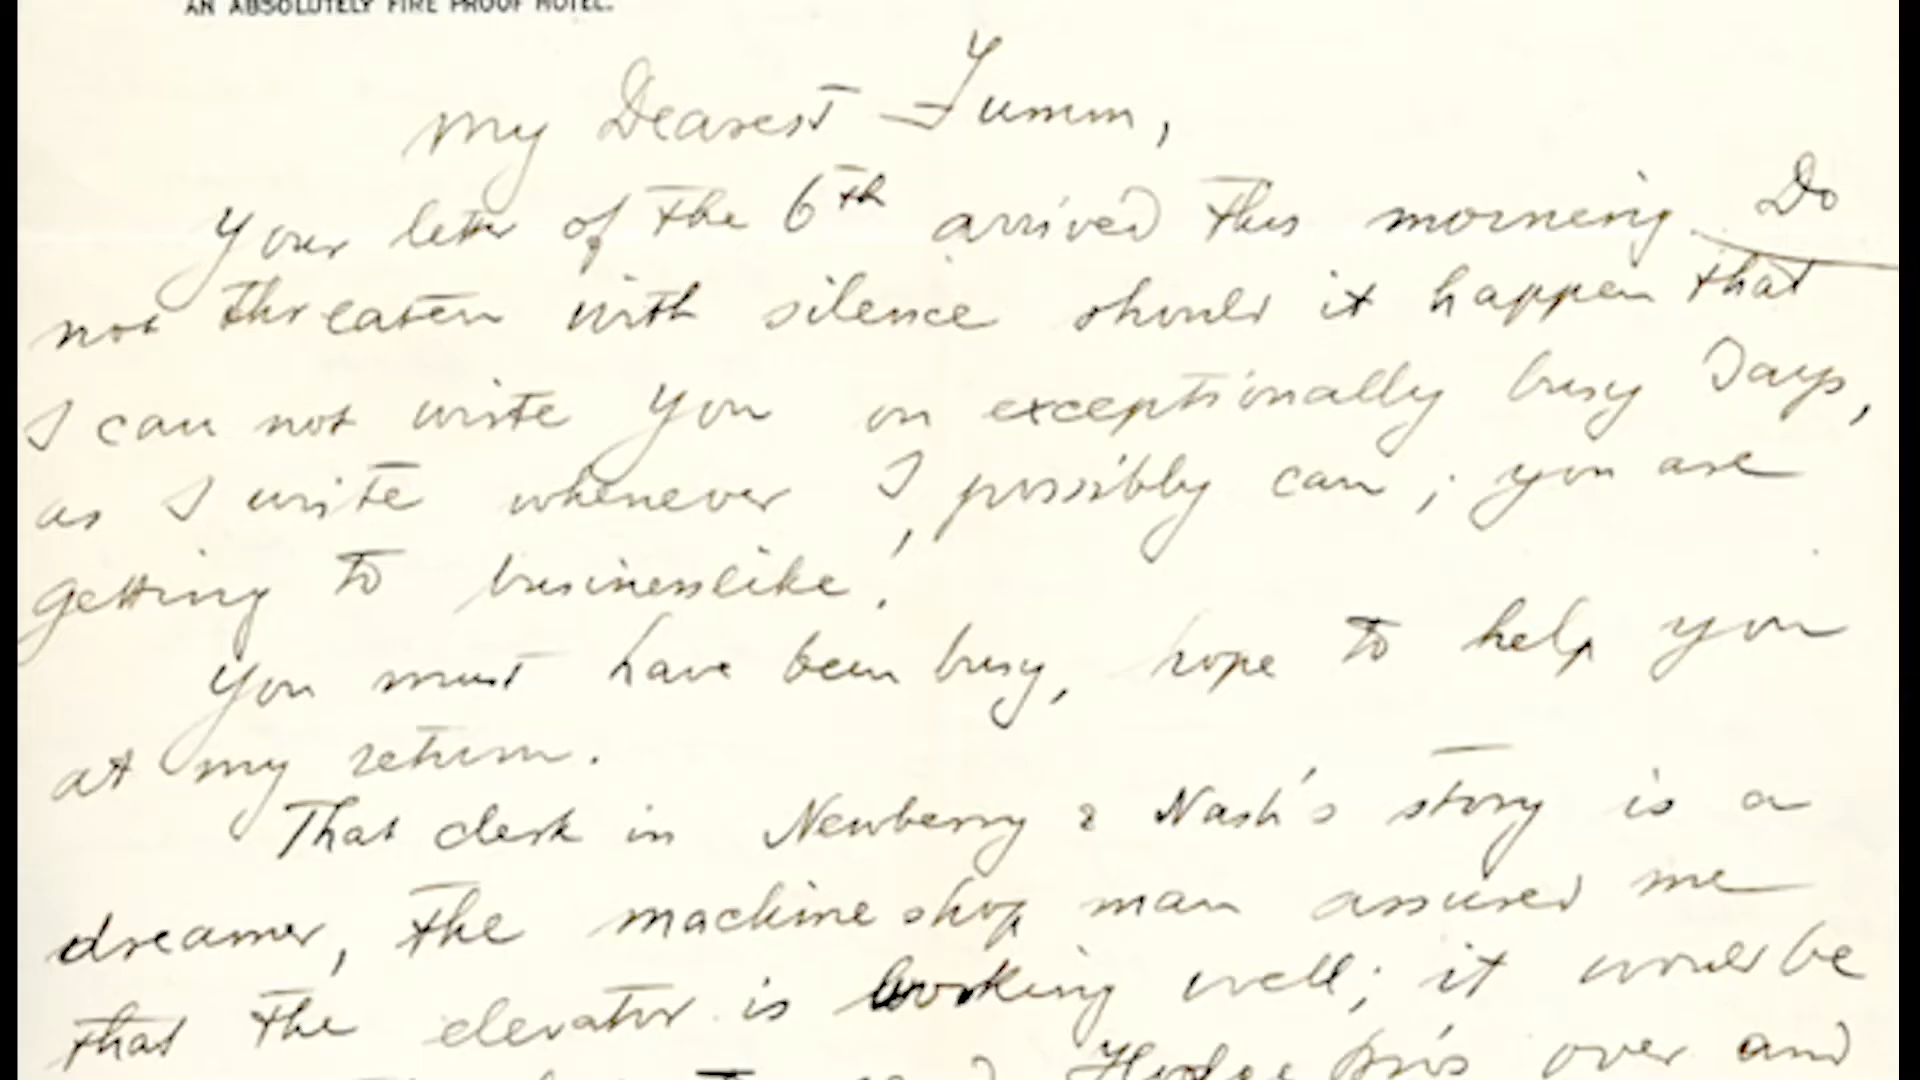 AN ABSOLUTELY FIRE PROOF HOTEL.
My Dearest Tumm,
Your letter of the 6th arrived this morning. Do
not threaten with silence should it happen that
I can not write you on exceptionally busy days,
as I write whenever I possibly can; you are
getting to businesslike!
You must have been busy, hope to help you
at my return.
That clerk in Newberry & Nash's story is a
dreamer, the machine shop man assured me
that the elevator is working well; it would be
over and